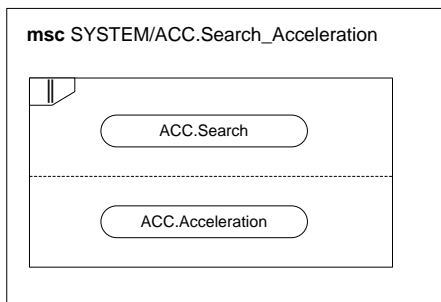 msc SYSTEM/ACC.Search_Acceleration
||
ACC.Search
ACC.Acceleration